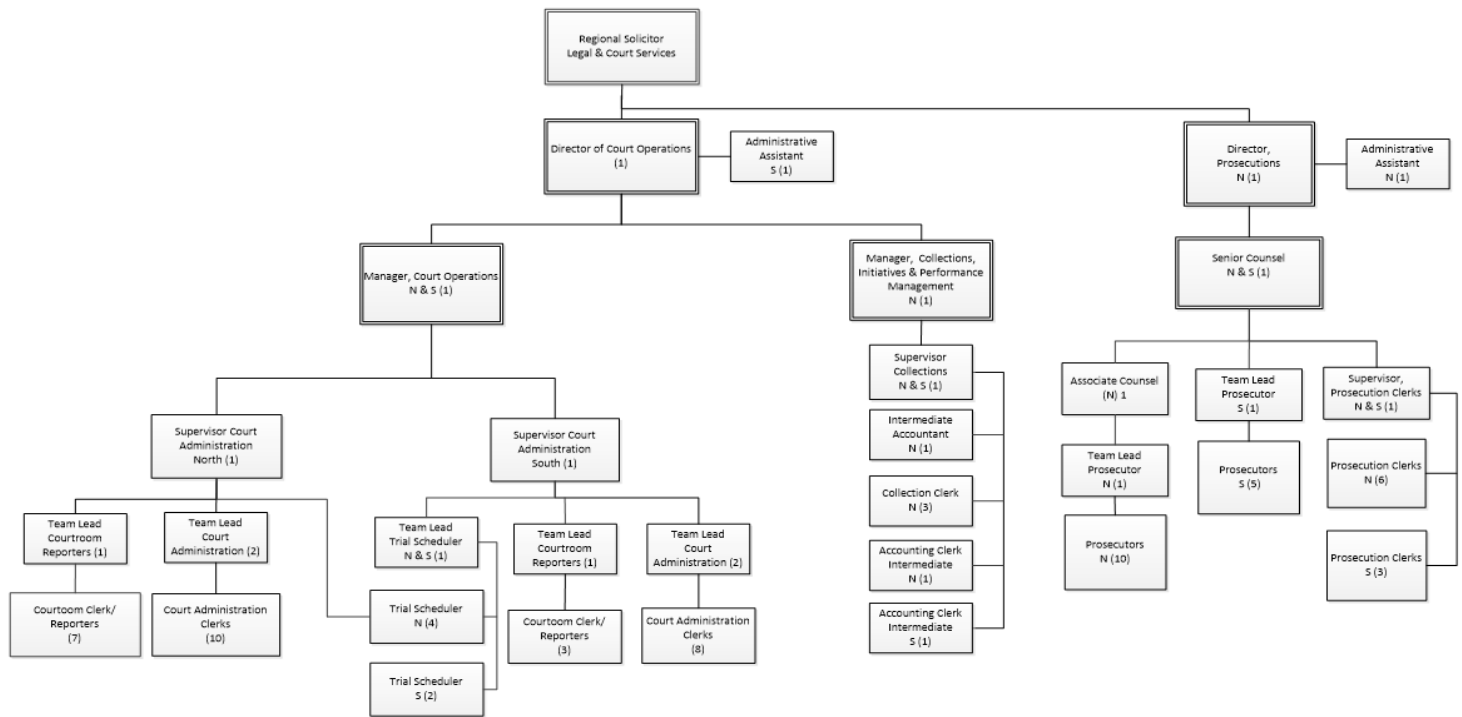 Regional Solicitor
Legal & Court Services
Director of Court Operations
(1)
Administrative
Assistant
S (1)
Director,
Prosecutions
N (1)
Administrative
Assistant
N (1)
Manager, Court Operations
N & S (1)
Manager, Collections,
Initiatives & Performance
Management
N (1)
Senior Counsel
N & S (1)
Supervisor
Collections
N & S (1)
Intermediate
Accountant
N (1)
Collection Clerk
N (3)
Accounting Clerk
Intermediate
N (1)
Accounting Clerk
Intermediate
S (1)
Associate Counsel
(N) 1
Team Lead
Prosecutor
N (1)
Prosecutors
N (10)
Team Lead
Prosecutor
S (1)
Prosecutors
S (5)
Supervisor,
Prosecution Clerks
N & S (1)
Prosecution Clerks
N (6)
Prosecution Clerks
S (3)
Supervisor Court
Administration
North (1)
Supervisor Court
Administration
South (1)
Team Lead
Courtroom
Reporters (1)
Team Lead
Court
Administration (2)
Courtoom Clerk/
Reporters
(7)
Court Administration
Clerks
(10)
Team Lead
Trial Scheduler
N & S (1)
Trial Scheduler
N (4)
Trial Scheduler
S (2)
Team Lead
Courtroom
Reporters (1)
Courtoom Clerk/
Reporters
(3)
Team Lead
Court
Administration (2)
Court Administration
Clerks
(8)